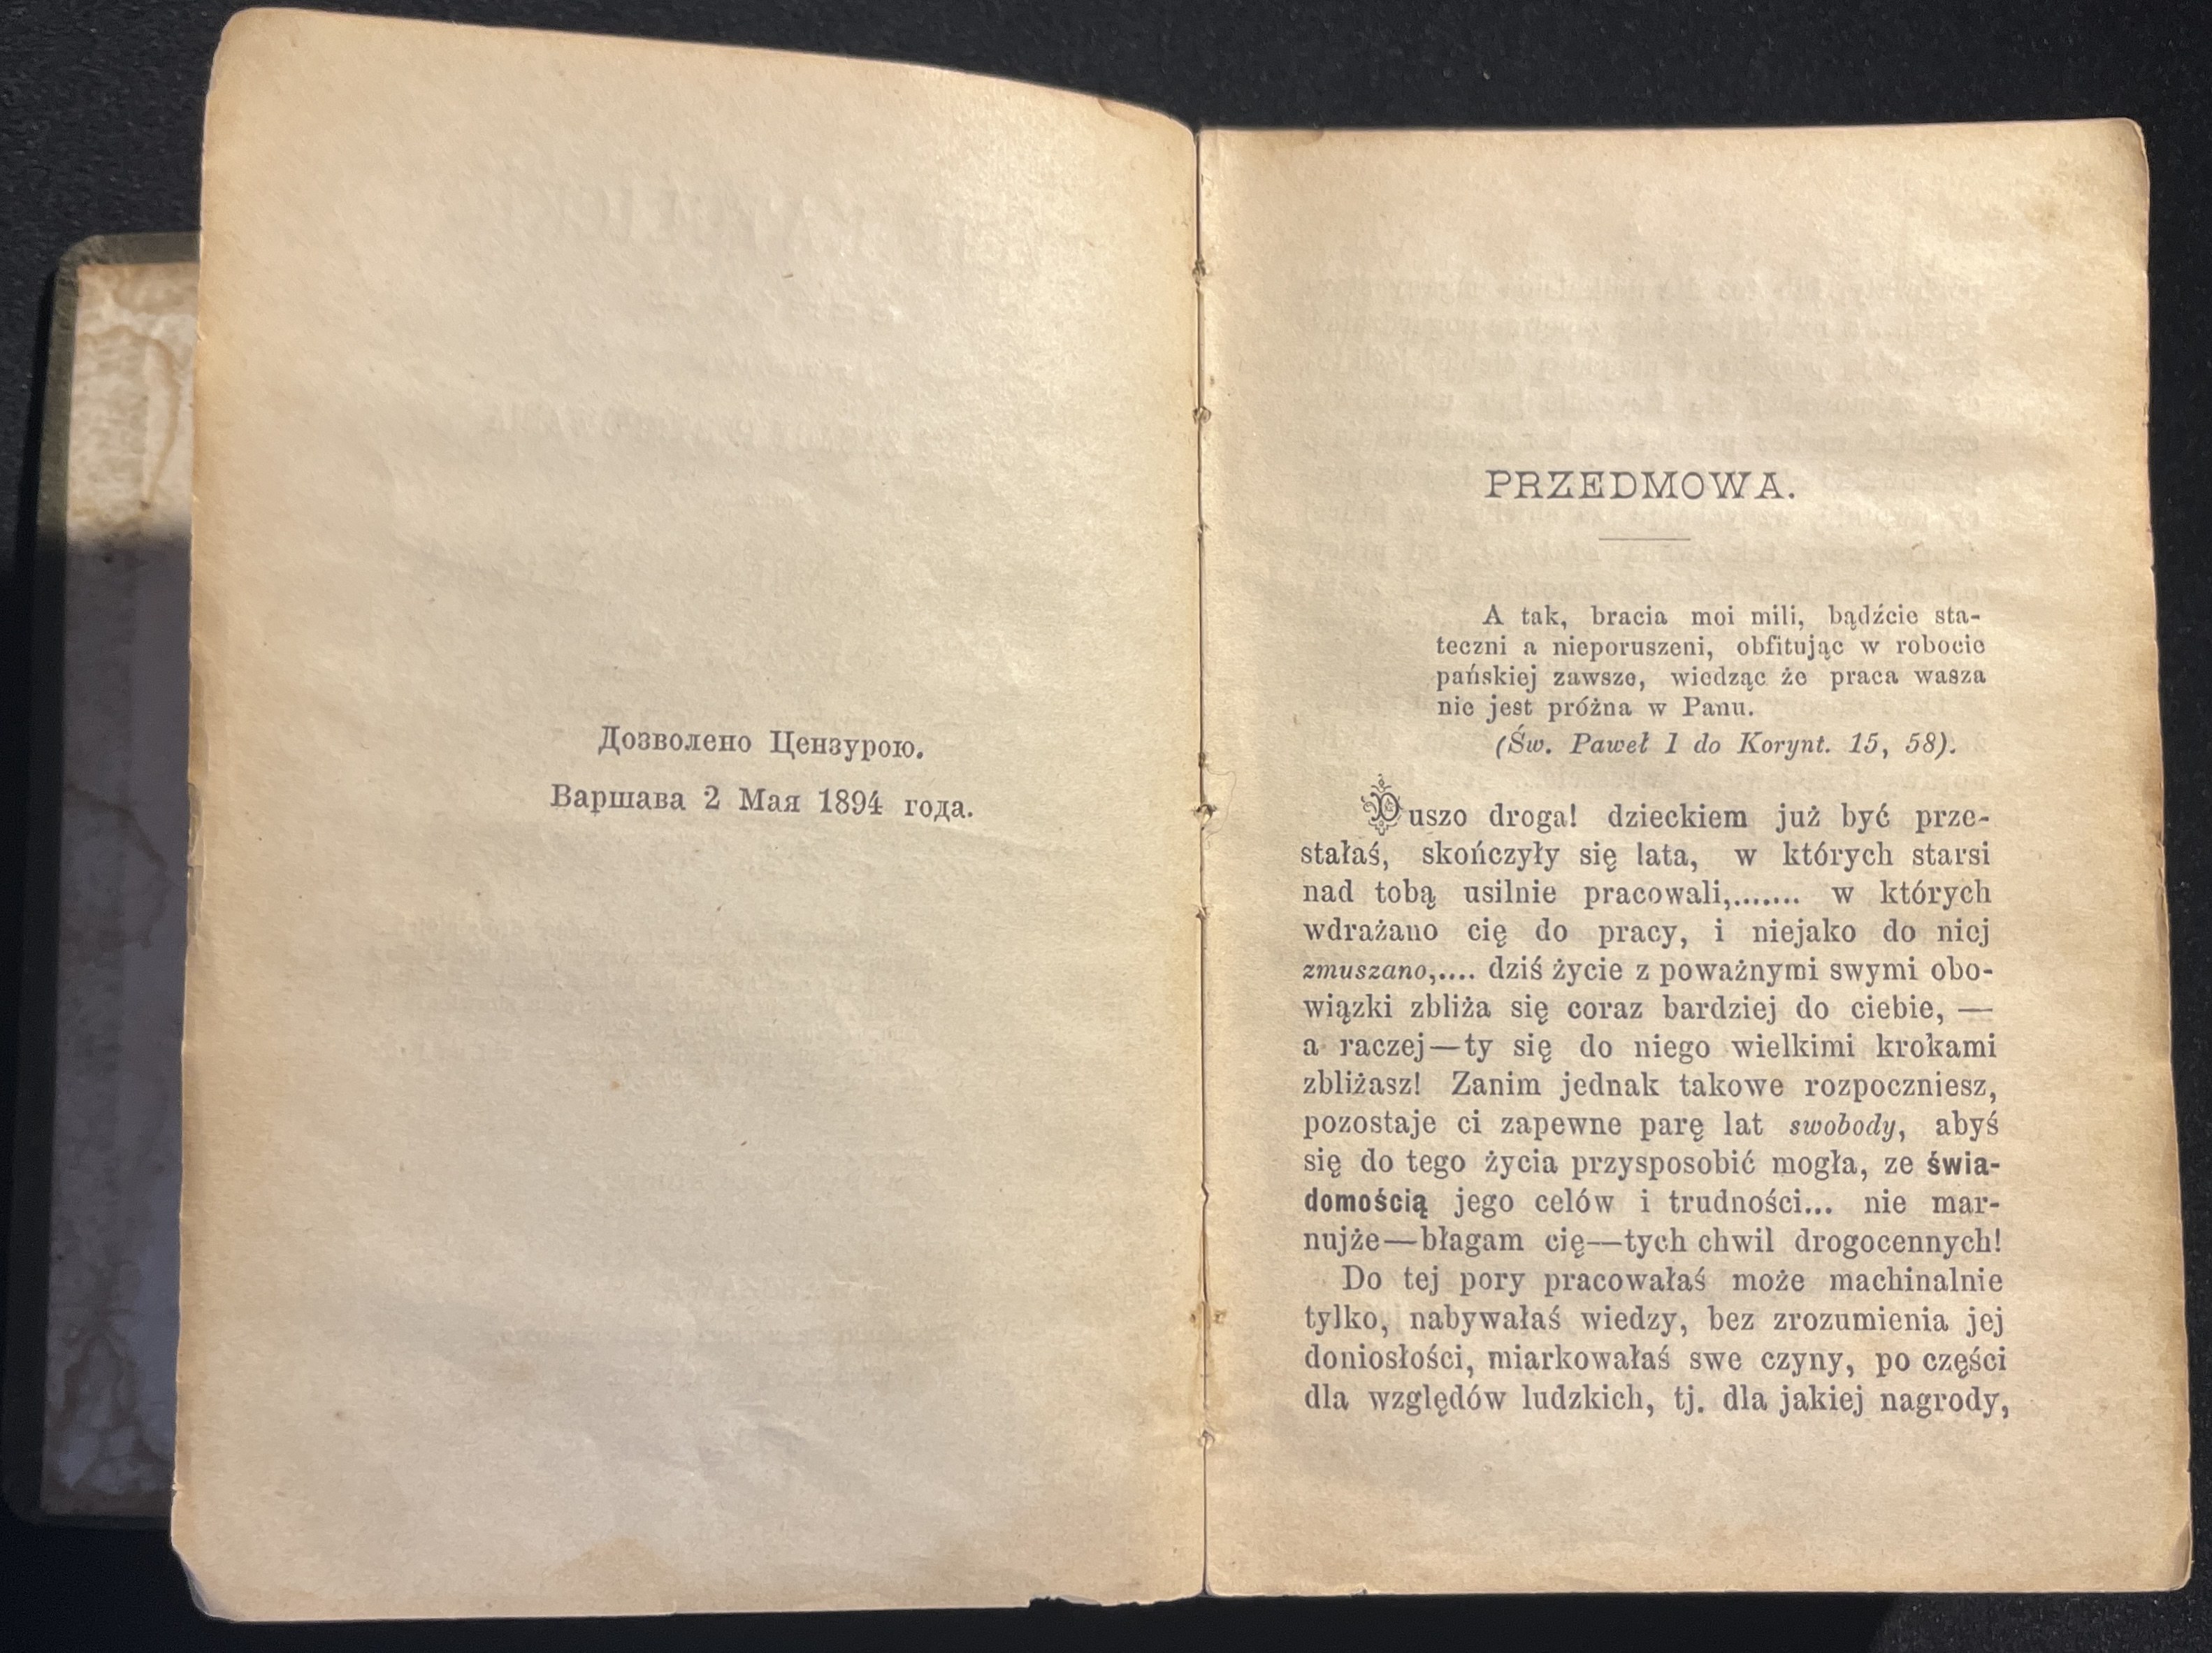 Дозволено Цензурою.
Варшава 2 Мая 1894 года.
PRZEDMOWA.
A tak, bracia moi mili, bądźcie sta-
teczni a nieporuszeni, obfitując w robocie
pańskiej zawsze, wiedząc że praca wasza
nie jest próżna w Panu.
(Św. Paweł 1 do Korynt. 15, 58).
Duszo droga! dzieckiem już być prze-
stałaś, skończyły się lata, w których starsi
nad tobą usilnie pracowali,....... w których
wdrażano cię do pracy, i niejako do niej
zmuszano,.... dziś życie z poważnymi swymi obo-
wiązki zbliża się coraz bardziej do ciebie, —
a raczej—ty się do niego wielkimi krokami
zbliżasz! Zanim jednak takowe rozpoczniesz,
pozostaje ci zapewne parę lat swobody, abyś
się do tego życia przysposobić mogła, ze świa-
domością jego celów i trudności... nie mar-
nujże—błagam cię—tych chwil drogocennych!
Do tej pory pracowałaś może machinalnie
tylko, nabywałaś wiedzy, bez zrozumienia jej
doniosłości, miarkowałaś swe czyny, po części
dla względów ludzkich, tj. dla jakiej nagrody,